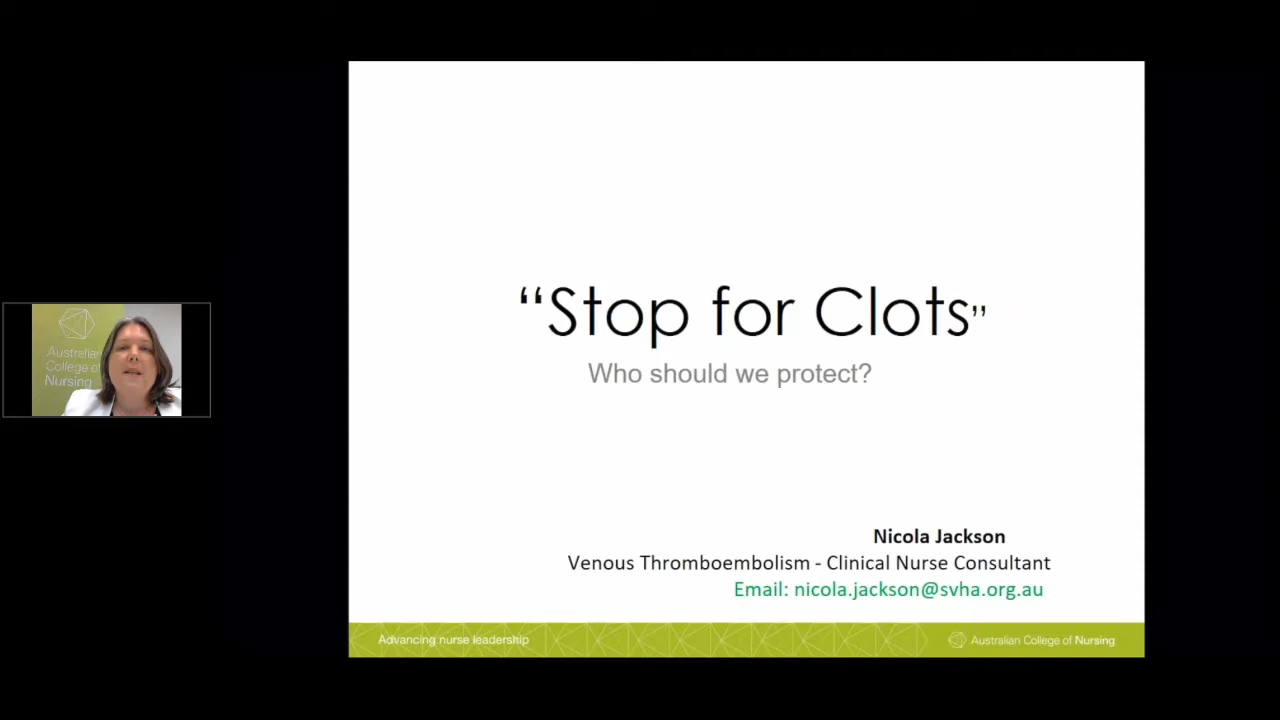 Australian
College of
Nursing
“Stop for Clots”
Who should we protect?
Nicola Jackson
Venous Thromboembolism - Clinical Nurse Consultant
Email: nicola.jackson@svha.org.au
Advancing nurse leadership
Australian College of Nursing